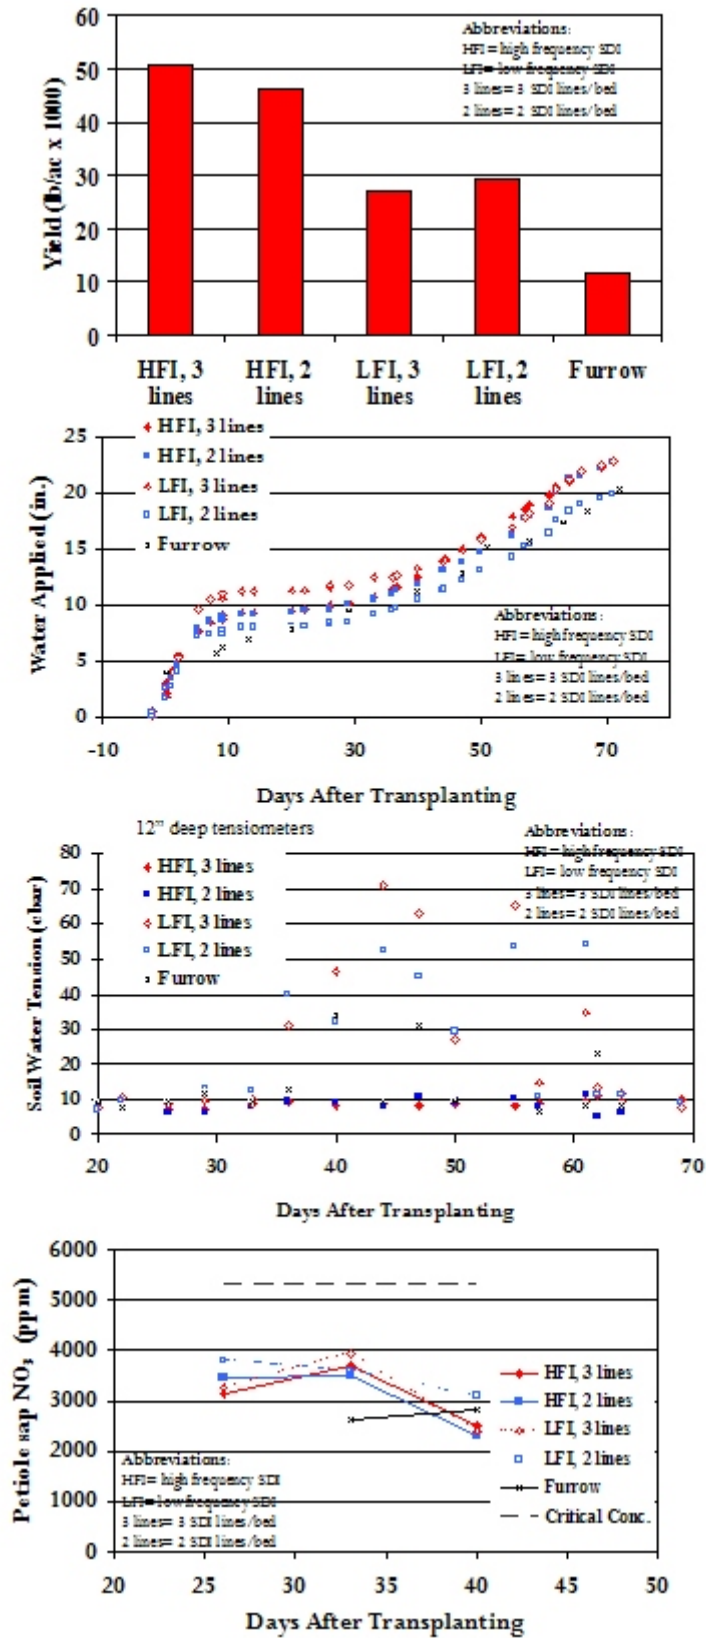 60
50
40
30
20
10
0
Yield (lb/ac x 1000)
Abbreviations:
HFI= high frequency SDI
LFI= low frequency SDI
3 lines= 3 SDI lines/bed
2 lines= 2 SDI lines/bed
HFI, 3 lines
HFI, 2 lines
LFI, 3 lines
LFI, 2 lines
Furrow
HFI, 3 lines
HFI, 2 lines
LFI, 3 lines
LFI, 2 lines
Furrow
25
20
15
10
5
0
Water Applied (in.)
Abbreviations:
HFI= high frequency SDI
LFI= low frequency SDI
3 lines= 3 SDI lines/bed
2 lines= 2 SDI lines/bed
-10 10 30 50 70
Days After Transplanting
12" deep tensiometers
Abbreviations:
HFI= high frequency SDI
LFI= low frequency SDI
3 lines= 3 SDI lines/bed
2 lines= 2 SDI lines/bed
HFI, 3 lines
HFI, 2 lines
LFI, 3 lines
LFI, 2 lines
Furrow
80
70
60
50
40
30
20
10
0
Soil Water Tension (cbar)
20 30 40 50 60 70
Days After Transplanting
6000
5000
4000
3000
2000
1000
0
Petiole sap NO₃ (ppm)
HFI, 3 lines
HFI, 2 lines
LFI, 3 lines
LFI, 2 lines
Furrow
Critical Conc.
Abbreviations:
HFI= high frequency SDI
LFI= low frequency SDI
3 lines= 3 SDI lines/bed
2 lines= 2 SDI lines/bed
20 25 30 35 40 45 50
Days After Transplanting